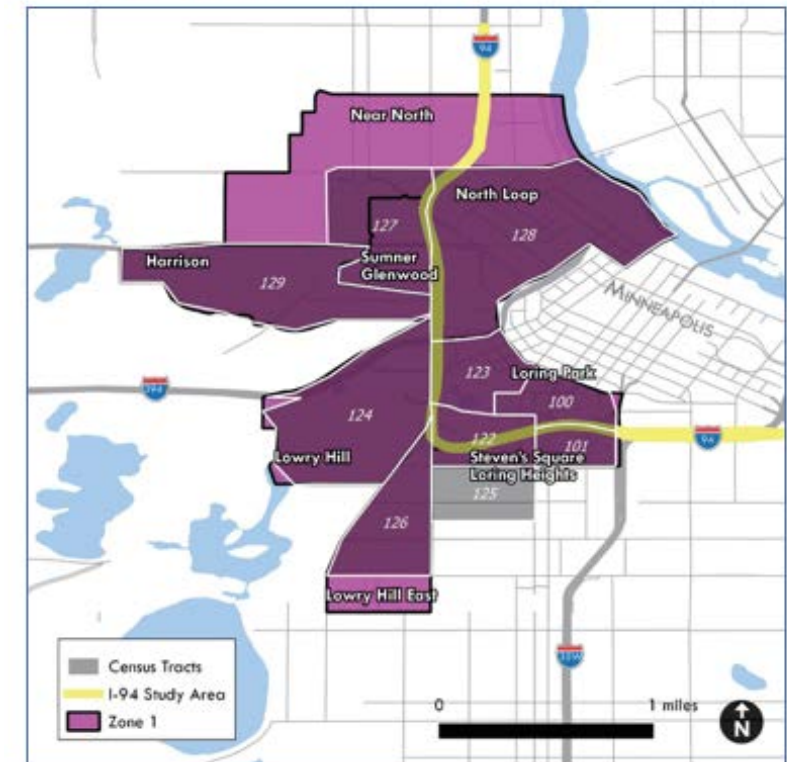 94
Near North
North Loop
127
128
Harrison
Sumner
Glenwood
129
MINNEAPOLIS
123
Loring Park
394
100
124
122
101
94
Lowry Hill
Steven's Square
Loring Heights
125
126
Lowry Hill East
35W
Census Tracts
I-94 Study Area
Zone 1
0
1 miles
N